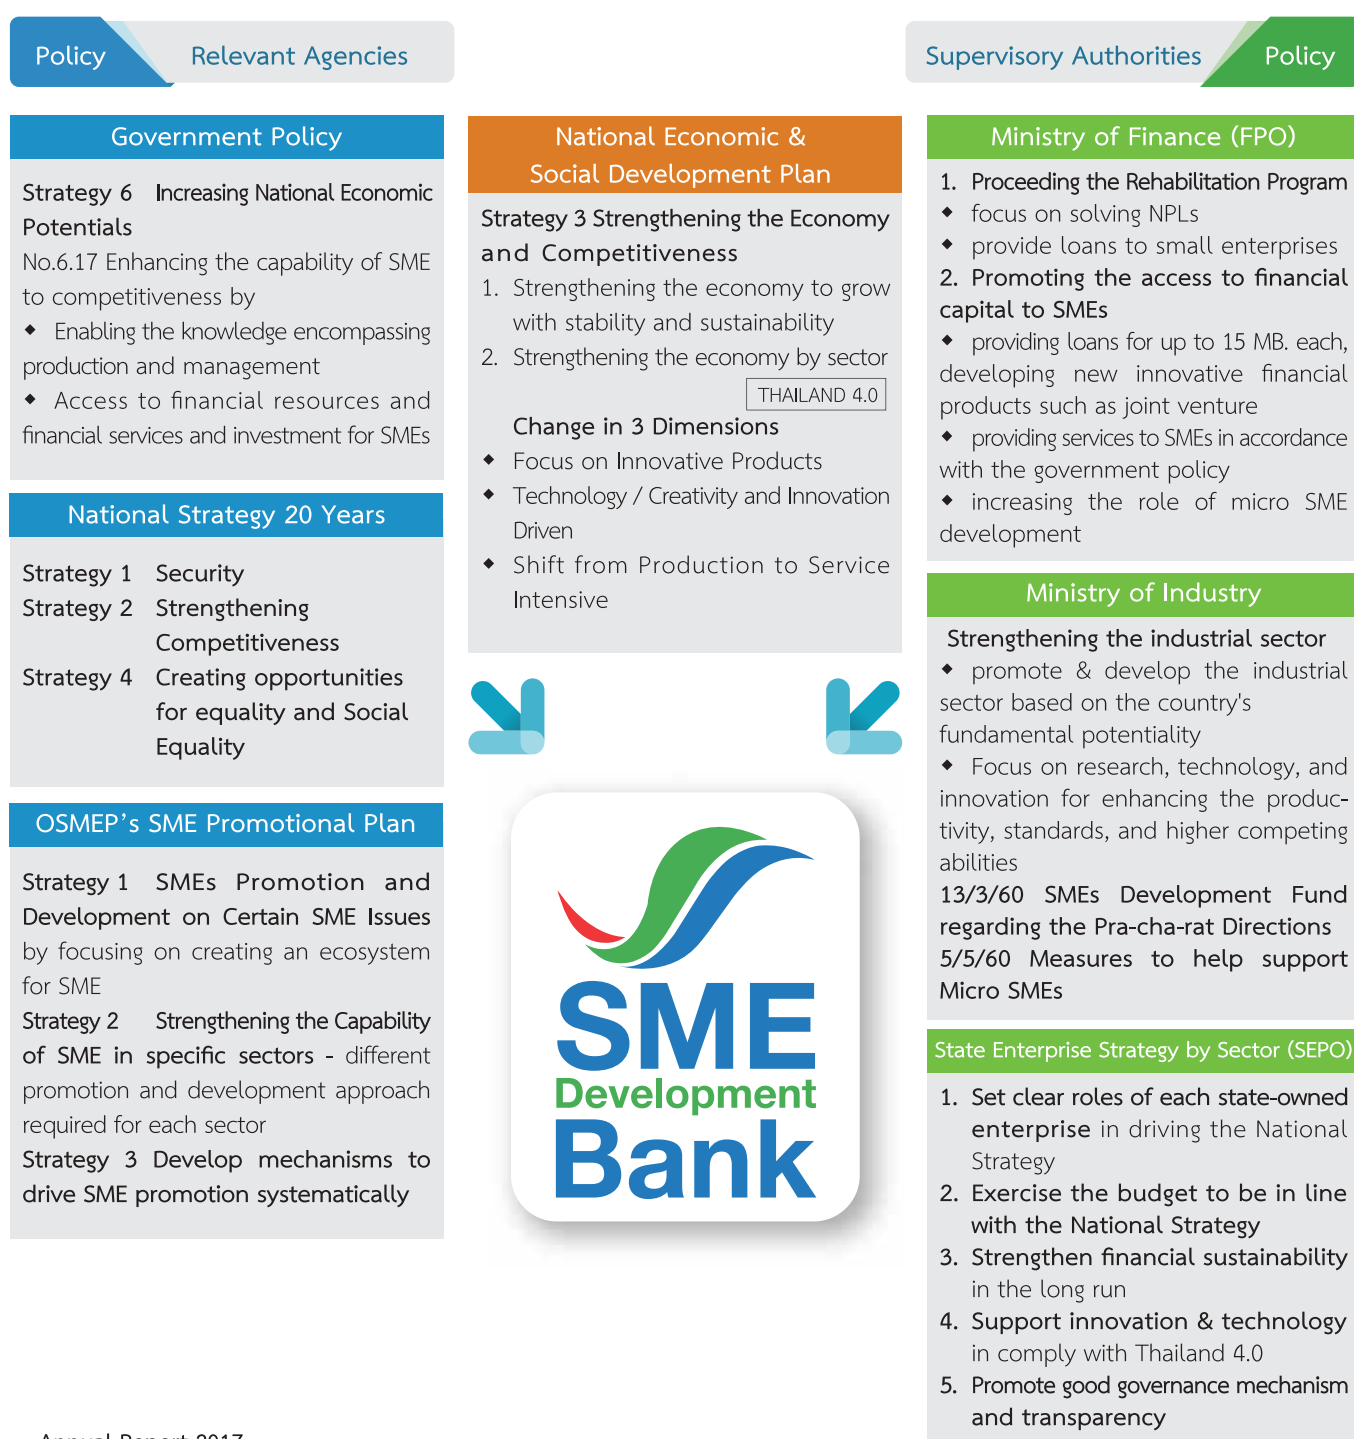 Policy
Relevant Agencies
Supervisory Authorities
Policy
Government Policy
Strategy 6 Increasing National Economic
Potentials
No.6.17 Enhancing the capability of SME
to competitiveness by
◆ Enabling the knowledge encompassing
production and management
◆ Access to financial resources and
financial services and investment for SMEs
National Strategy 20 Years
Strategy 1 Security
Strategy 2 Strengthening
Competitiveness
Strategy 4 Creating opportunities
for equality and Social
Equality
OSMEP's SME Promotional Plan
Strategy 1 SMEs Promotion and
Development on Certain SME Issues
by focusing on creating an ecosystem
for SME
Strategy 2 Strengthening the Capability
of SME in specific sectors - different
promotion and development approach
required for each sector
Strategy 3 Develop mechanisms to
drive SME promotion systematically
National Economic &
Social Development Plan
Strategy 3 Strengthening the Economy
and Competitiveness
1. Strengthening the economy to grow
with stability and sustainability
2. Strengthening the economy by sector
THAILAND 4.0
Change in 3 Dimensions
◆ Focus on Innovative Products
◆ Technology / Creativity and Innovation
Driven
◆ Shift from Production to Service
Intensive
SME
Development
Bank
Ministry of Finance (FPO)
1. Proceeding the Rehabilitation Program
◆ focus on solving NPLs
◆ provide loans to small enterprises
2. Promoting the access to financial
capital to SMEs
◆ providing loans for up to 15 MB. each,
developing new innovative financial
products such as joint venture
◆ providing services to SMEs in accordance
with the government policy
◆ increasing the role of micro SME
development
Ministry of Industry
Strengthening the industrial sector
◆ promote & develop the industrial
sector based on the country's
fundamental potentiality
◆ Focus on research, technology, and
innovation for enhancing the produc-
tivity, standards, and higher competing
abilities
13/3/60 SMEs Development Fund
regarding the Pra-cha-rat Directions
5/5/60 Measures to help support
Micro SMEs
State Enterprise Strategy by Sector (SEPO)
1. Set clear roles of each state-owned
enterprise in driving the National
Strategy
2. Exercise the budget to be in line
with the National Strategy
3. Strengthen financial sustainability
in the long run
4. Support innovation & technology
in comply with Thailand 4.0
5. Promote good governance mechanism
and transparency
Annual Report 2017